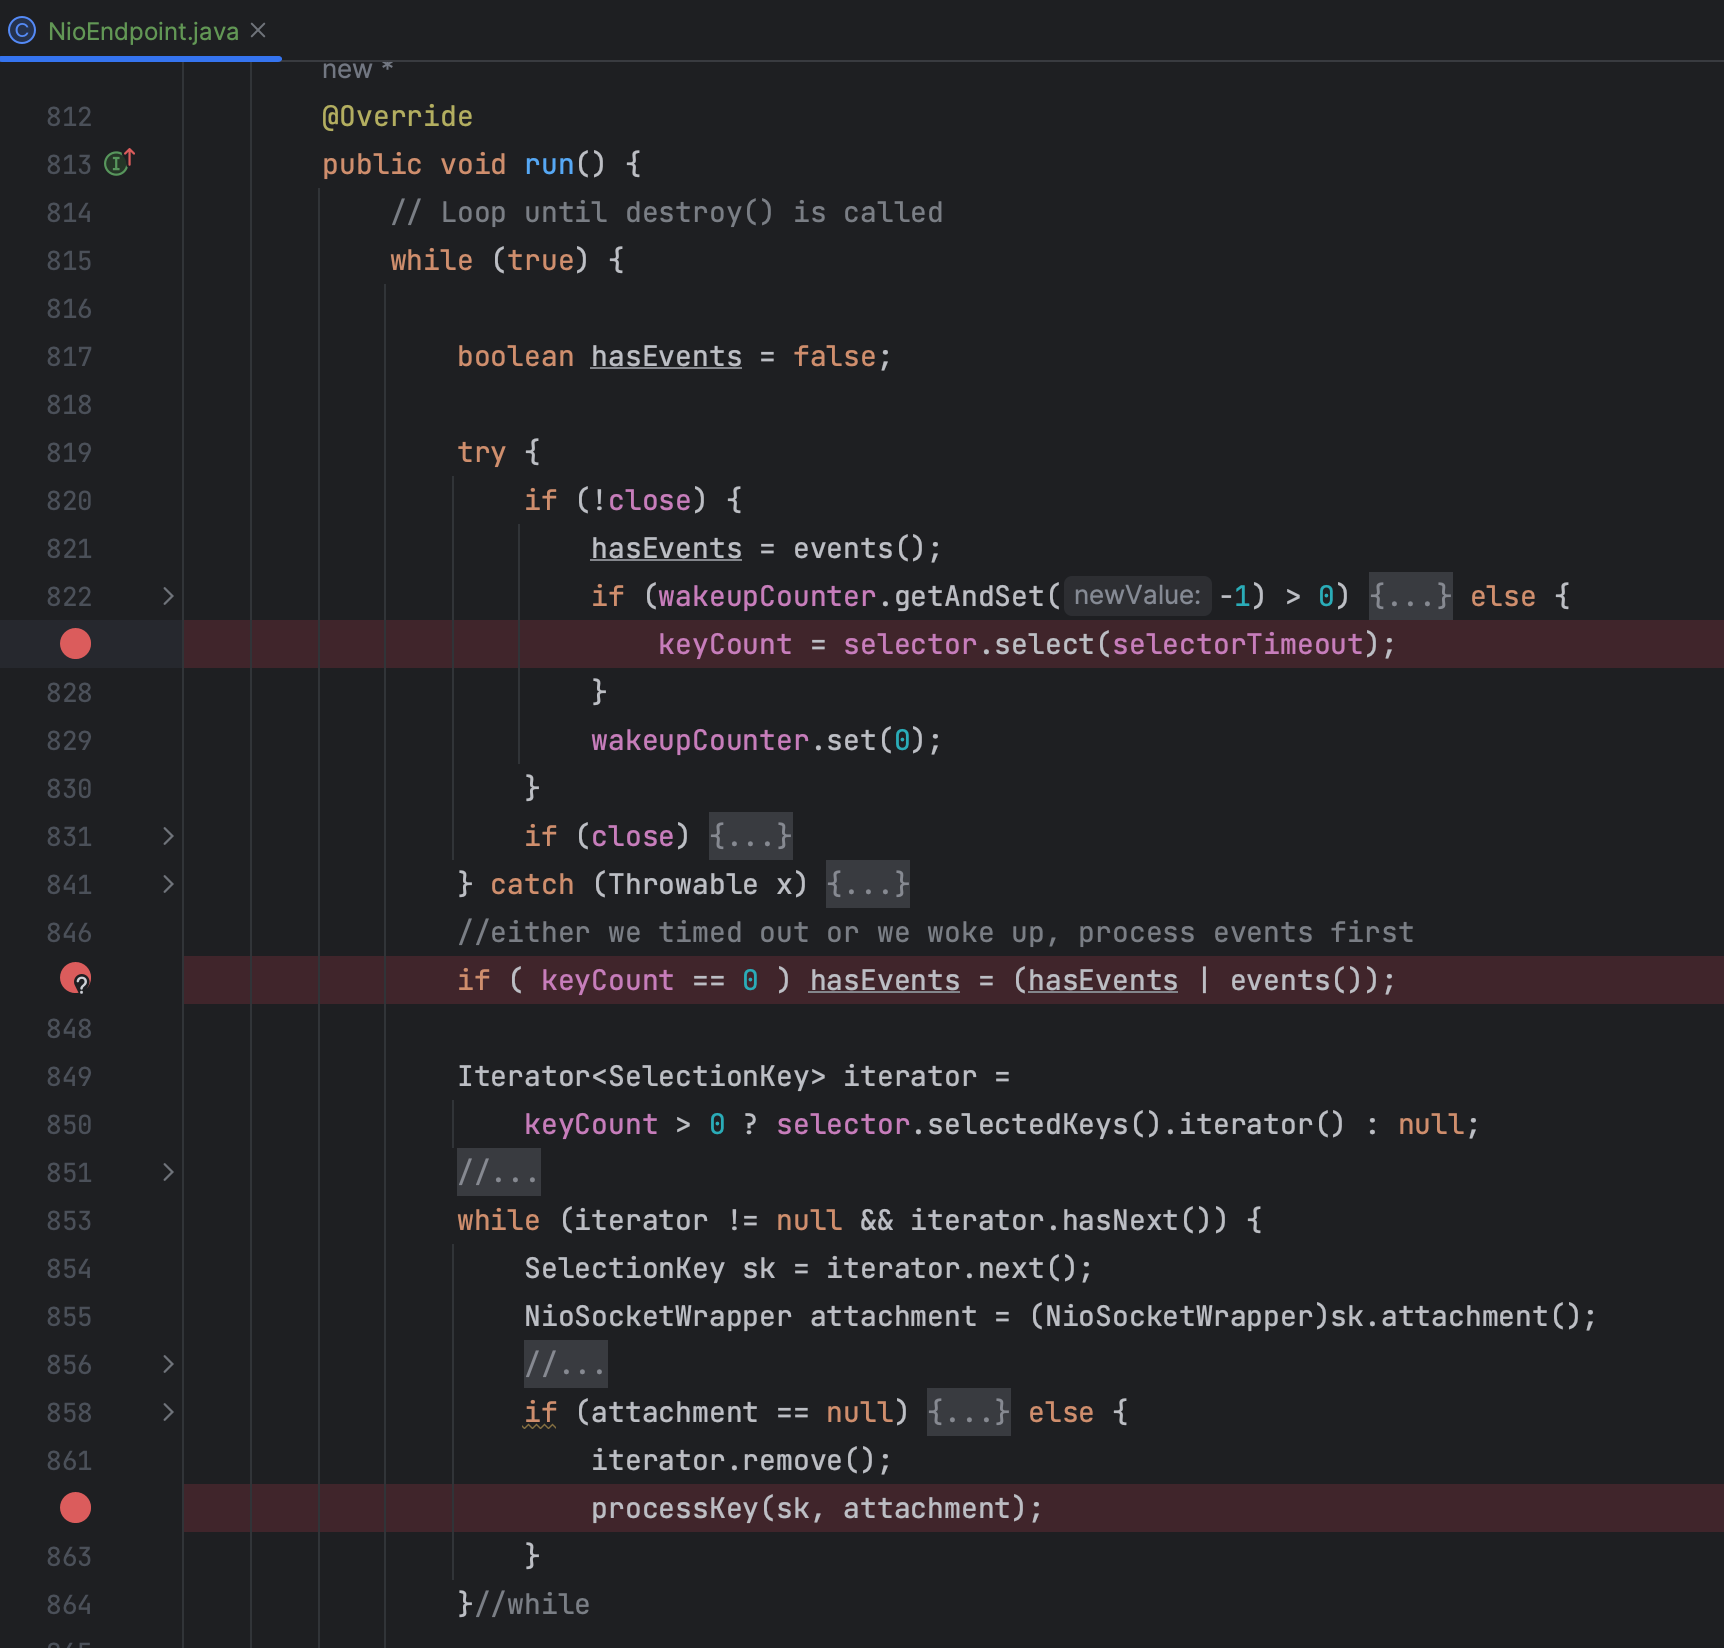 NioEndpoint.java
new *
812 @Override
813 public void run() {
814 // Loop until destroy() is called
815 while (true) {
816
817 boolean hasEvents = false;
818
819 try {
820 if (!close) {
821 hasEvents = events();
822 if (wakeupCounter.getAndSet( newValue: -1) > 0) {...} else {
keyCount = selector.select(selectorTimeout);
828 }
829 wakeupCounter.set(0);
830 }
831 if (close) {...}
841 } catch (Throwable x) {...}
846 //either we timed out or we woke up, process events first
if ( keyCount == 0 ) hasEvents = (hasEvents | events());
848
849 Iterator<SelectionKey> iterator =
850 keyCount > 0 ? selector.selectedKeys().iterator() : null;
851 //...
853 while (iterator != null && iterator.hasNext()) {
854 SelectionKey sk = iterator.next();
855 NioSocketWrapper attachment = (NioSocketWrapper)sk.attachment();
856 //...
858 if (attachment == null) {...} else {
861 iterator.remove();
processKey(sk, attachment);
863 }
864 }//while